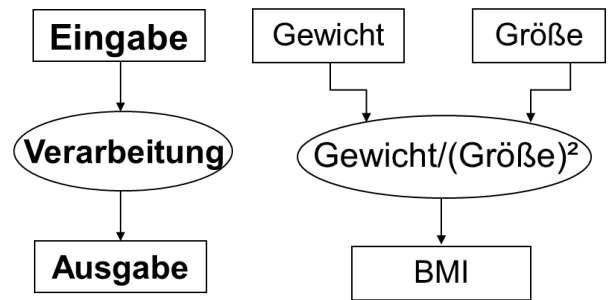 Eingabe
Gewicht
Größe
Verarbeitung
Gewicht/(Größe)²
Ausgabe
BMI